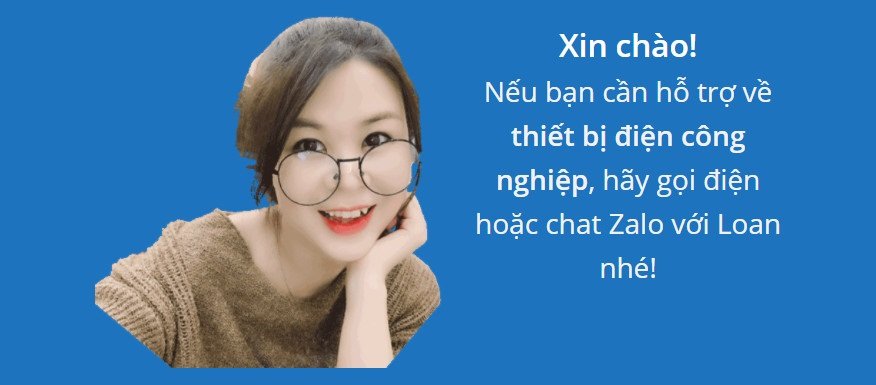 Xin chào!
Nếu bạn cần hỗ trợ về
thiết bị điện công
nghiệp, hãy gọi điện
hoặc chat Zalo với Loan
nhé!